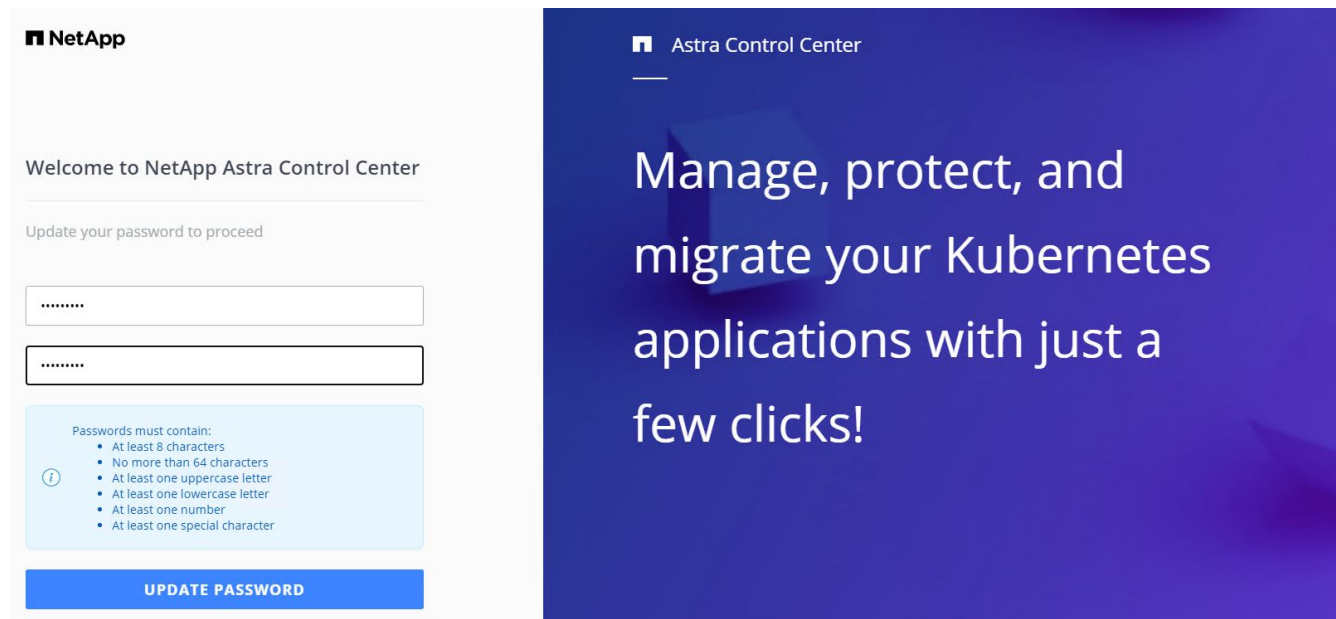 NetApp
Welcome to NetApp Astra Control Center
Update your password to proceed
•••••••••
•••••••••
Passwords must contain:
• At least 8 characters
• No more than 64 characters
• At least one uppercase letter
• At least one lowercase letter
• At least one number
• At least one special character
UPDATE PASSWORD
Astra Control Center
Manage, protect, and
migrate your Kubernetes
applications with just a
few clicks!